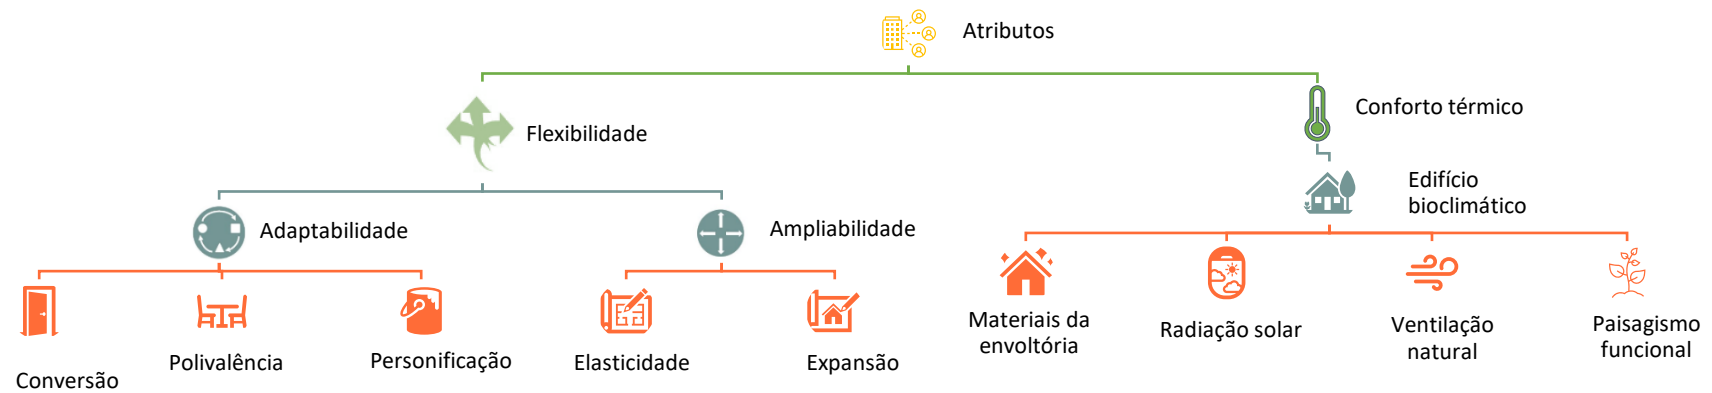 Atributos
Flexibilidade
Conforto térmico
Adaptabilidade
Ampliabilidade
Edifício
bioclimático
Conversão
Polivalência
Personificação
Elasticidade
Expansão
Materiais da
envoltória
Radiação solar
Ventilação
natural
Paisagismo
funcional